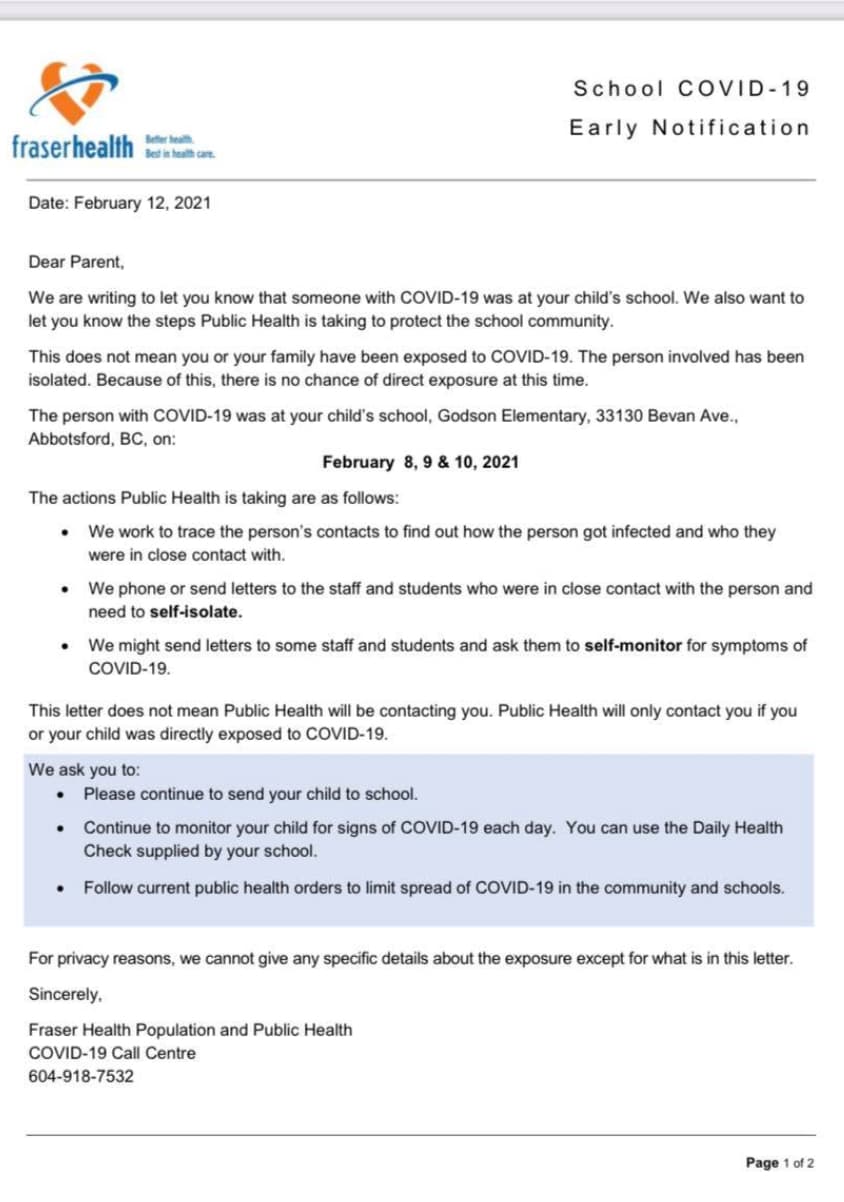 School COVID-19
Early Notification
fraserhealth
Better health.
Best in health care.
Date: February 12, 2021
Dear Parent,
We are writing to let you know that someone with COVID-19 was at your child's school. We also want to
let you know the steps Public Health is taking to protect the school community.
This does not mean you or your family have been exposed to COVID-19. The person involved has been
isolated. Because of this, there is no chance of direct exposure at this time.
The person with COVID-19 was at your child's school, Godson Elementary, 33130 Bevan Ave.,
Abbotsford, BC, on:
February 8, 9 & 10, 2021
The actions Public Health is taking are as follows:
• We work to trace the person's contacts to find out how the person got infected and who they
were in close contact with.
• We phone or send letters to the staff and students who were in close contact with the person and
need to self-isolate.
• We might send letters to some staff and students and ask them to self-monitor for symptoms of
COVID-19.
This letter does not mean Public Health will be contacting you. Public Health will only contact you if you
or your child was directly exposed to COVID-19.
We ask you to:
• Please continue to send your child to school.
• Continue to monitor your child for signs of COVID-19 each day. You can use the Daily Health
Check supplied by your school.
• Follow current public health orders to limit spread of COVID-19 in the community and schools.
For privacy reasons, we cannot give any specific details about the exposure except for what is in this letter.
Sincerely,
Fraser Health Population and Public Health
COVID-19 Call Centre
604-918-7532
Page 1 of 2